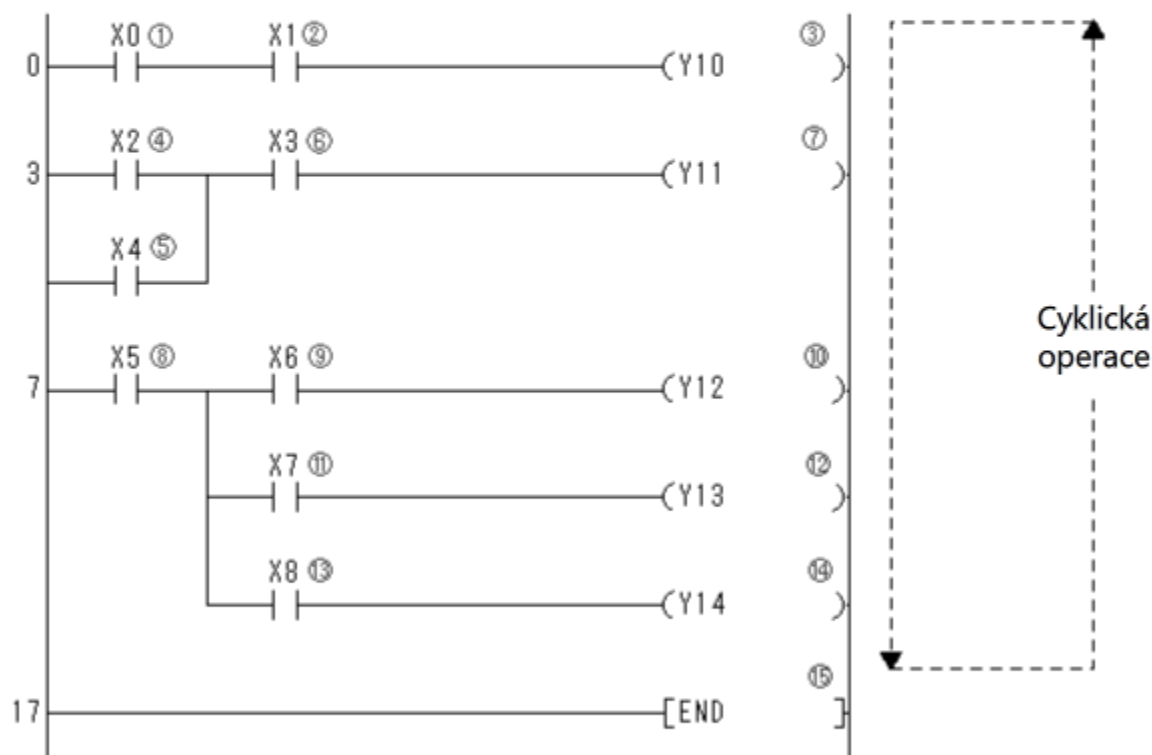 X0 ① X1 ② ③
0 (Y10 )
X2 ④ X3 ⑥ ⑦
3 (Y11 )
X4 ⑤
Cyklická
operace
X5 ⑧ X6 ⑨ ⑩
7 (Y12 )
X7 ⑪ ⑫
(Y13 )
X8 ⑬ ⑭
(Y14 )
⑮
17 [END ]